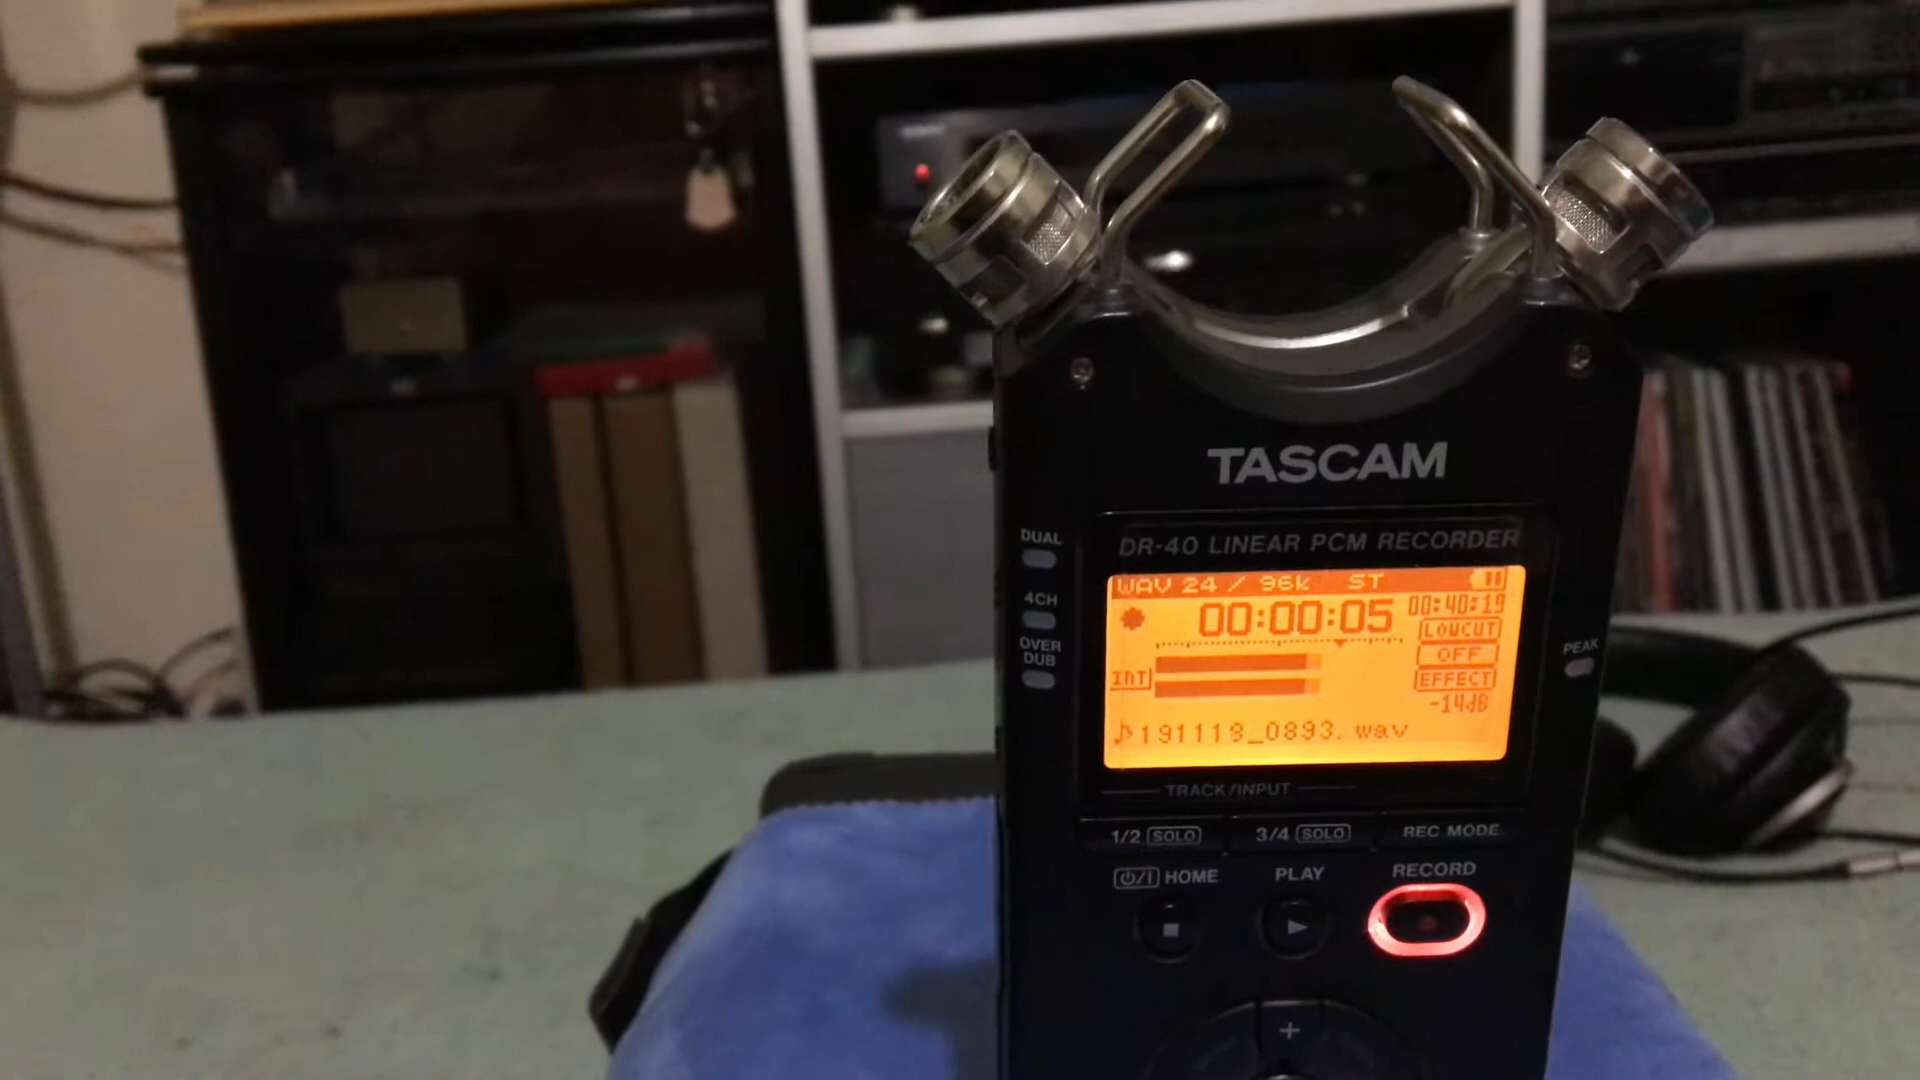 TASCAM
DR-40 LINEAR PCM RECORDER
DUAL
4CH
OVER
DUB
PEAK
WAV 24 / 96k ST
00:00:05 00:40:19
LOWCUT
OFF
INT EFFECT
-14dB
191118_0893.wav
TRACK/INPUT
1/2 SOLO 3/4 SOLO REC MODE
HOME PLAY RECORD
+